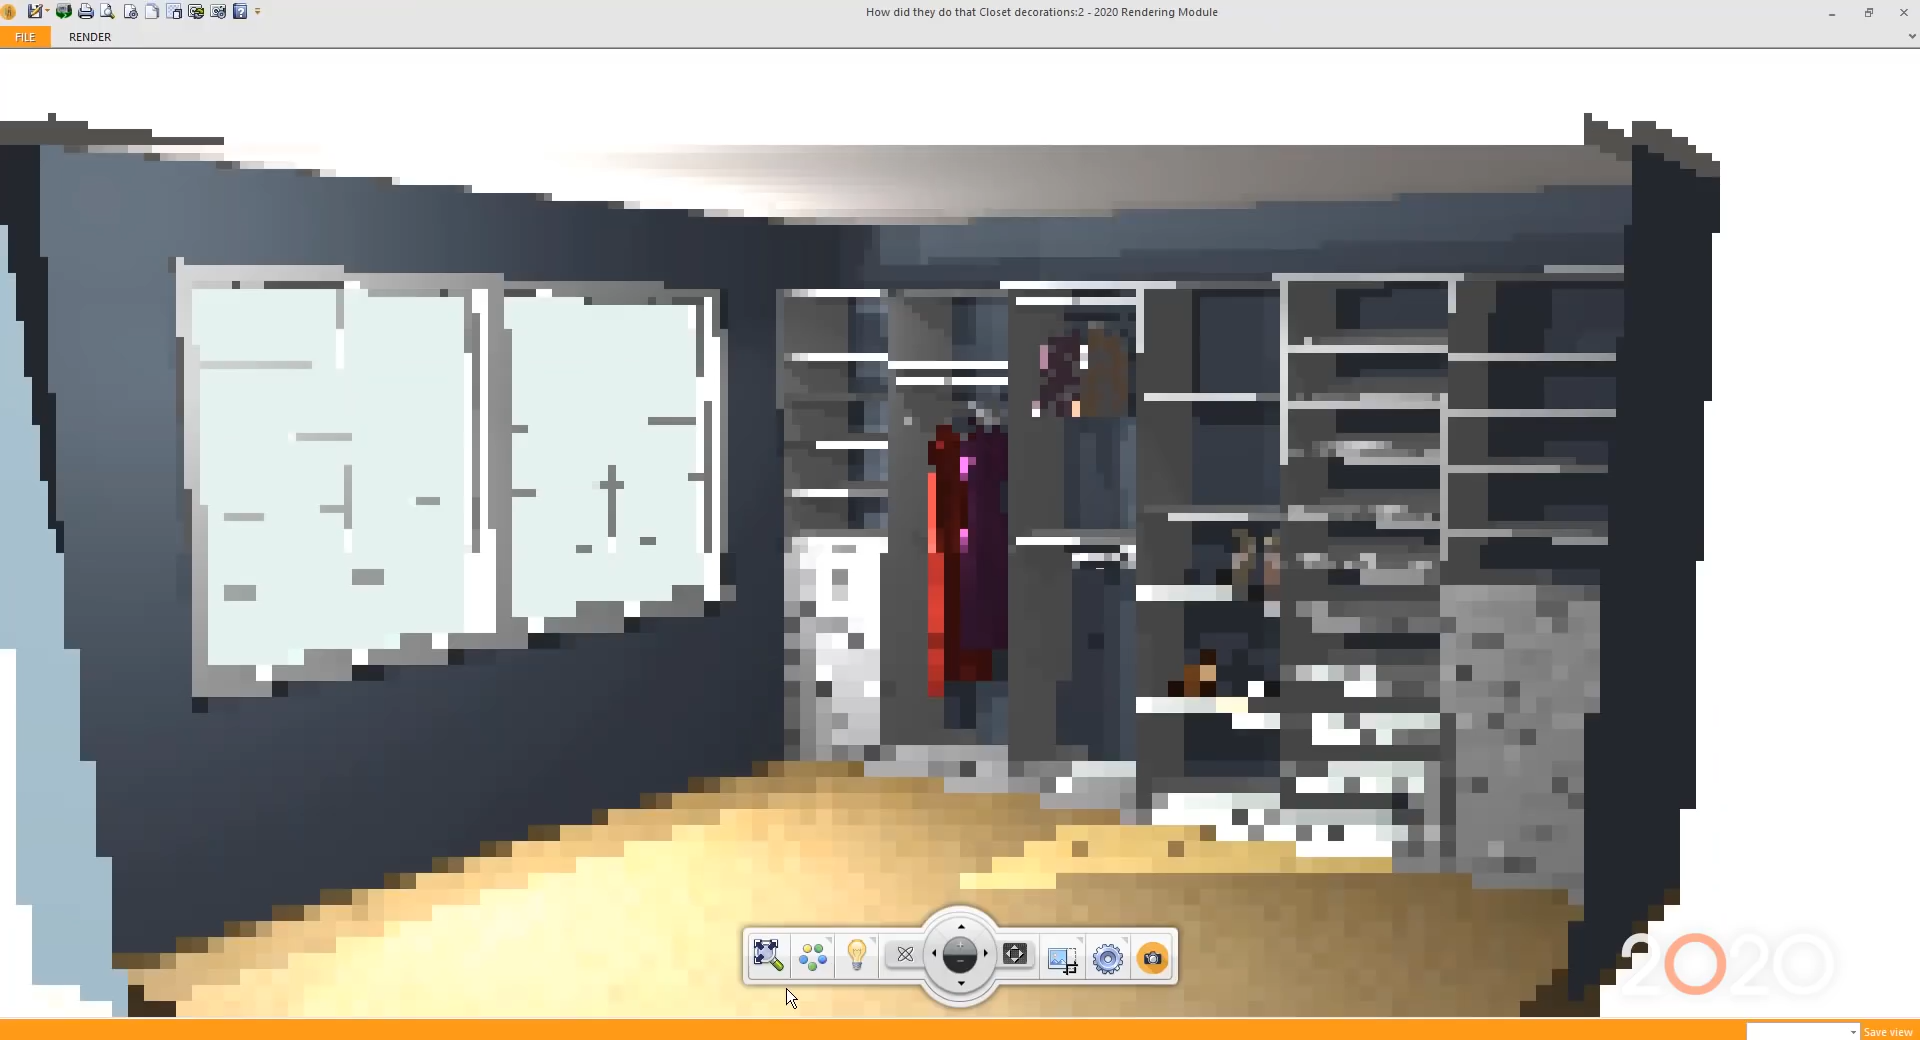 How did they do that Closet decorations:2 - 2020 Rendering Module
FILE
RENDER
2020
Save view